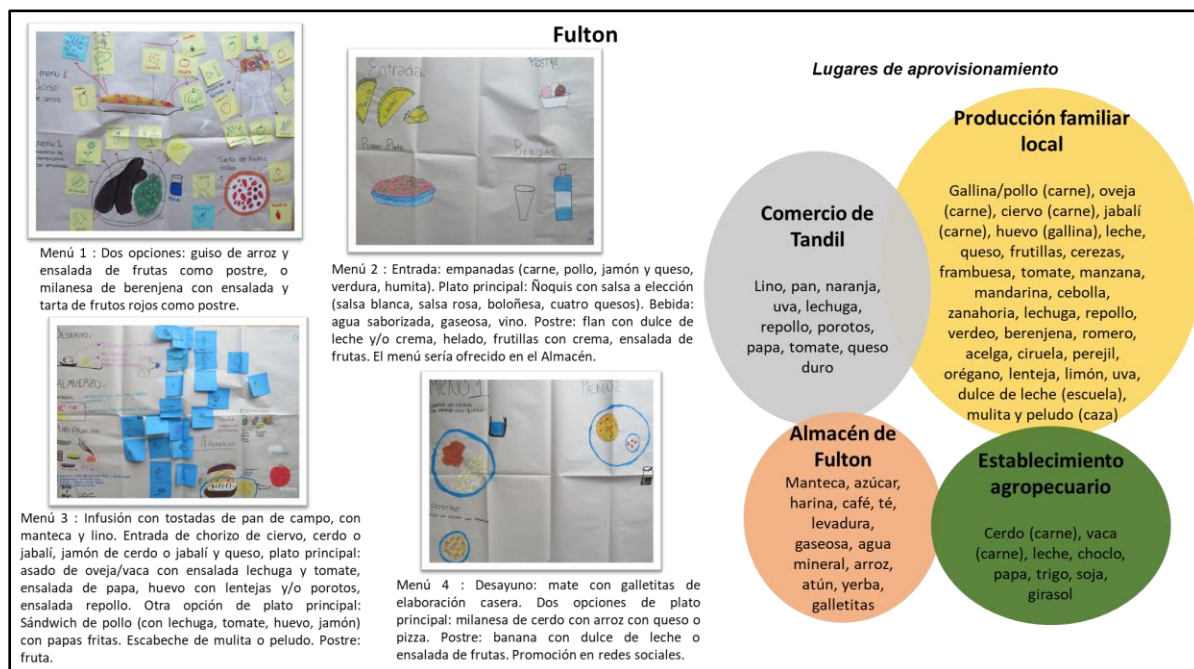 Fulton
menú 1
Guiso
de arroz
menú 2
Tarta de frutos
rojos
Menú 1 : Dos opciones: guiso de arroz y
ensalada de frutas como postre, o
milanesa de berenjena con ensalada y
tarta de frutos rojos como postre.
Entrada.
POSTRE
BEBIDAS
Menú 2 : Entrada: empanadas (carne, pollo, jamón y queso,
verdura, humita). Plato principal: Ñoquis con salsa a elección
(salsa blanca, salsa rosa, boloñesa, cuatro quesos). Bebida:
agua saborizada, gaseosa, vino. Postre: flan con dulce de
leche y/o crema, helado, frutillas con crema, ensalada de
frutas. El menú sería ofrecido en el Almacén.
ALMUERZO
Menú 3 : Infusión con tostadas de pan de campo, con
manteca y lino. Entrada de chorizo de ciervo, cerdo o
jabalí, jamón de cerdo o jabalí y queso, plato principal:
asado de oveja/vaca con ensalada lechuga y tomate,
ensalada de papa, huevo con lentejas y/o porotos,
ensalada repollo. Otra opción de plato principal:
Sándwich de pollo (con lechuga, tomate, huevo, jamón)
con papas fritas. Escabeche de mulita o peludo. Postre:
fruta.
MENÚ 1
MENÚ 2
Menú 4 : Desayuno: mate con galletitas de
elaboración casera. Dos opciones de plato
principal: milanesa de cerdo con arroz con queso o
pizza. Postre: banana con dulce de leche o
ensalada de frutas. Promoción en redes sociales.
Lugares de aprovisionamiento
Producción familiar
local
Gallina/pollo (carne), oveja
(carne), ciervo (carne), jabalí
(carne), huevo (gallina), leche,
queso, frutillas, cerezas,
frambuesa, tomate, manzana,
mandarina, cebolla,
zanahoria, lechuga, repollo,
verdeo, berenjena, romero,
acelga, ciruela, perejil,
orégano, lenteja, limón, uva,
dulce de leche (escuela),
mulita y peludo (caza)
Comercio de
Tandil
Lino, pan, naranja,
uva, lechuga,
repollo, porotos,
papa, tomate, queso
duro
Almacén de
Fulton
Manteca, azúcar,
harina, café, té,
levadura,
gaseosa, agua
mineral, arroz,
atún, yerba,
galletitas
Establecimiento
agropecuario
Cerdo (carne), vaca
(carne), leche, choclo,
papa, trigo, soja,
girasol